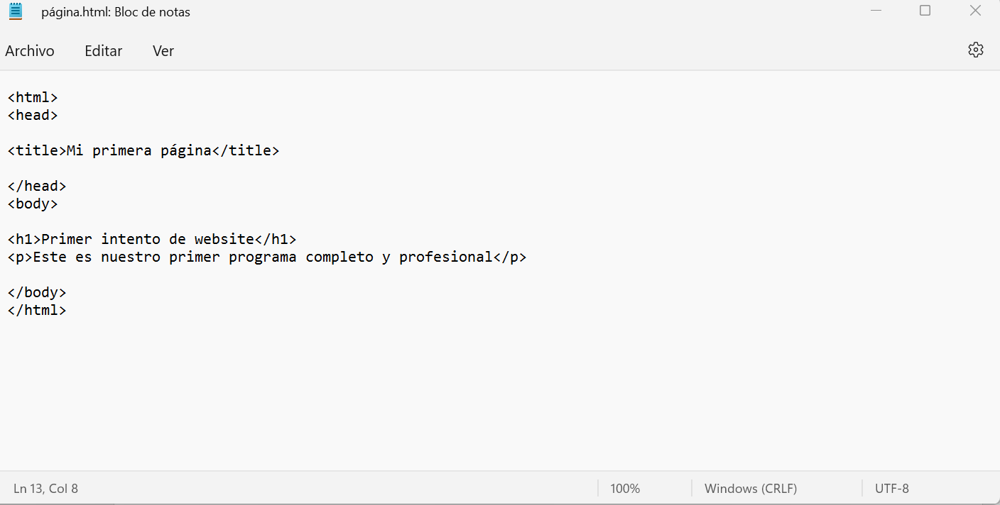 página.html: Bloc de notas
Archivo Editar Ver
<html>
<head>
<title>Mi primera página</title>
</head>
<body>
<h1>Primer intento de website</h1>
<p>Este es nuestro primer programa completo y profesional</p>
</body>
</html>
Ln 13, Col 8 100% Windows (CRLF) UTF-8